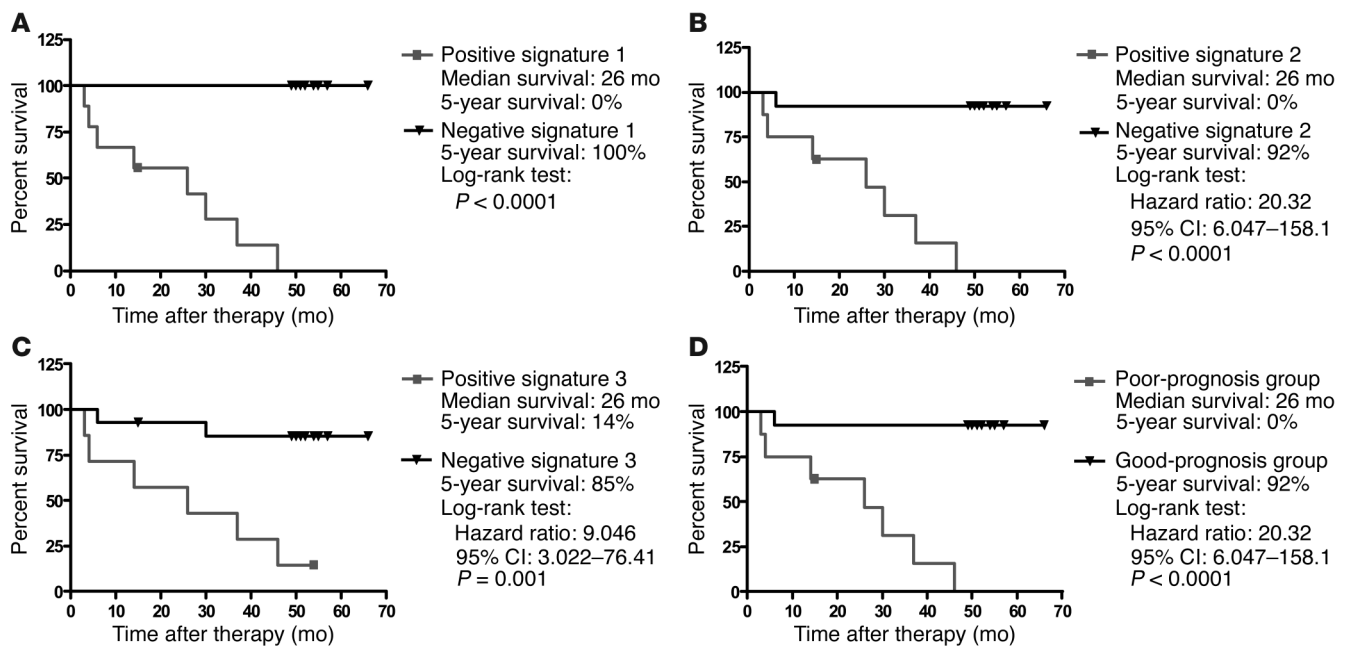 A
125
100
75
50
25
0
0 10 20 30 40 50 60 70
Percent survival
Time after therapy (mo)
Positive signature 1
Median survival: 26 mo
5-year survival: 0%
Negative signature 1
5-year survival: 100%
Log-rank test:
P < 0.0001
B
125
100
75
50
25
0
0 10 20 30 40 50 60 70
Percent survival
Time after therapy (mo)
Positive signature 2
Median survival: 26 mo
5-year survival: 0%
Negative signature 2
5-year survival: 92%
Log-rank test:
Hazard ratio: 20.32
95% CI: 6.047–158.1
P < 0.0001
C
125
100
75
50
25
0
0 10 20 30 40 50 60 70
Percent survival
Time after therapy (mo)
Positive signature 3
Median survival: 26 mo
5-year survival: 14%
Negative signature 3
5-year survival: 85%
Log-rank test:
Hazard ratio: 9.046
95% CI: 3.022–76.41
P = 0.001
D
125
100
75
50
25
0
0 10 20 30 40 50 60 70
Percent survival
Time after therapy (mo)
Poor-prognosis group
Median survival: 26 mo
5-year survival: 0%
Good-prognosis group
5-year survival: 92%
Log-rank test:
Hazard ratio: 20.32
95% CI: 6.047–158.1
P < 0.0001